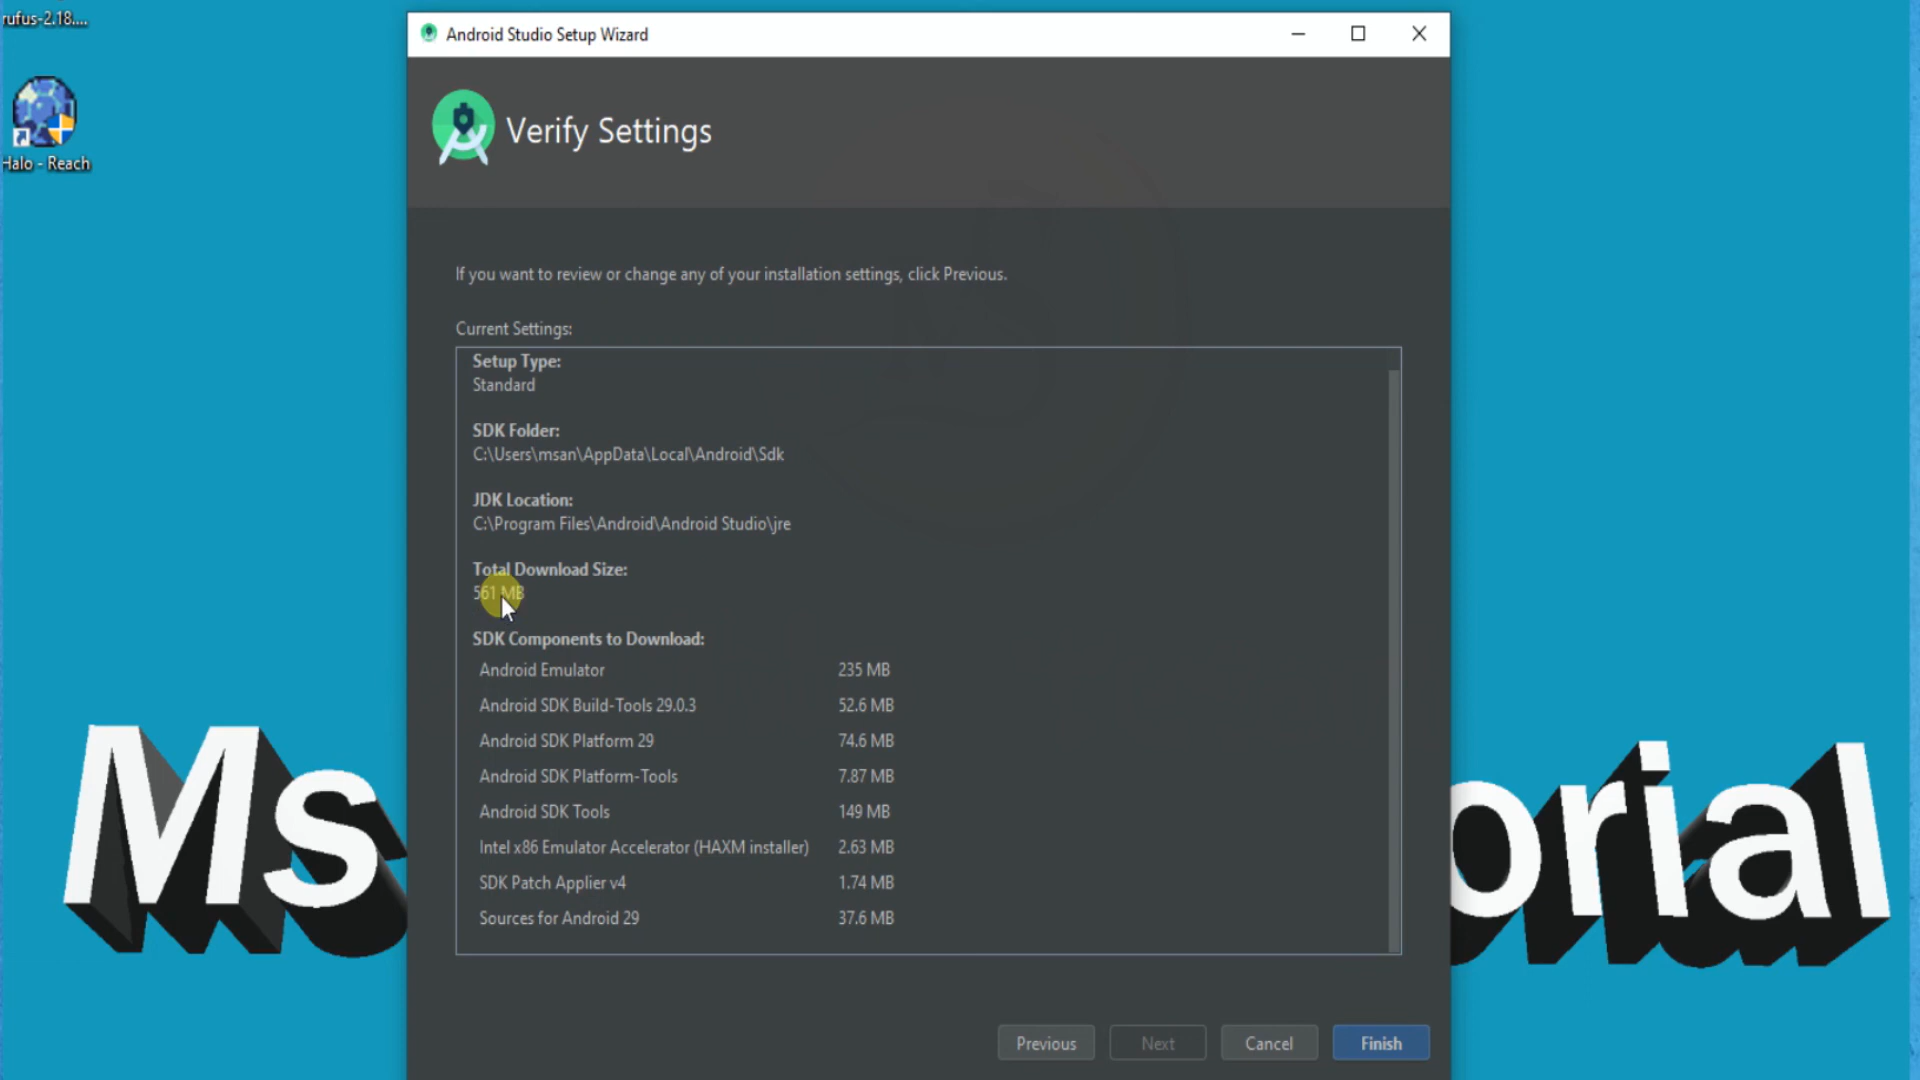 rufus-2.18....
Halo - Reach
Android Studio Setup Wizard
Verify Settings
If you want to review or change any of your installation settings, click Previous.
Current Settings:
Setup Type:
Standard
SDK Folder:
C:\Users\msan\AppData\Local\Android\Sdk
JDK Location:
C:\Program Files\Android\Android Studio\jre
Total Download Size:
561 MB
SDK Components to Download:
Android Emulator 235 MB
Android SDK Build-Tools 29.0.3 52.6 MB
Android SDK Platform 29 74.6 MB
Android SDK Platform-Tools 7.87 MB
Android SDK Tools 149 MB
Intel x86 Emulator Accelerator (HAXM installer) 2.63 MB
SDK Patch Applier v4 1.74 MB
Sources for Android 29 37.6 MB
Ms orial
Previous Next Cancel Finish